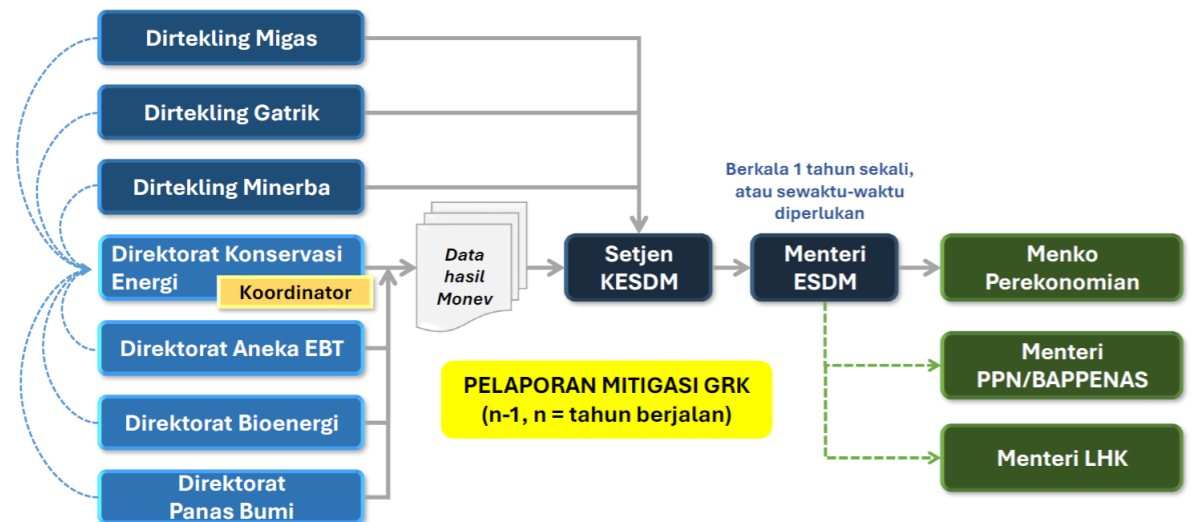 Dirtekling Migas
Dirtekling Gatrik
Dirtekling Minerba
Direktorat Konservasi
Energi
Koordinator
Direktorat Aneka EBT
Direktorat Bioenergi
Direktorat
Panas Bumi
Data
hasil
Monev
Setjen
KESDM
Berkala 1 tahun sekali,
atau sewaktu-waktu
diperlukan
Menteri
ESDM
Menko
Perekonomian
Menteri
PPN/BAPPENAS
Menteri LHK
PELAPORAN MITIGASI GRK
(n-1, n = tahun berjalan)